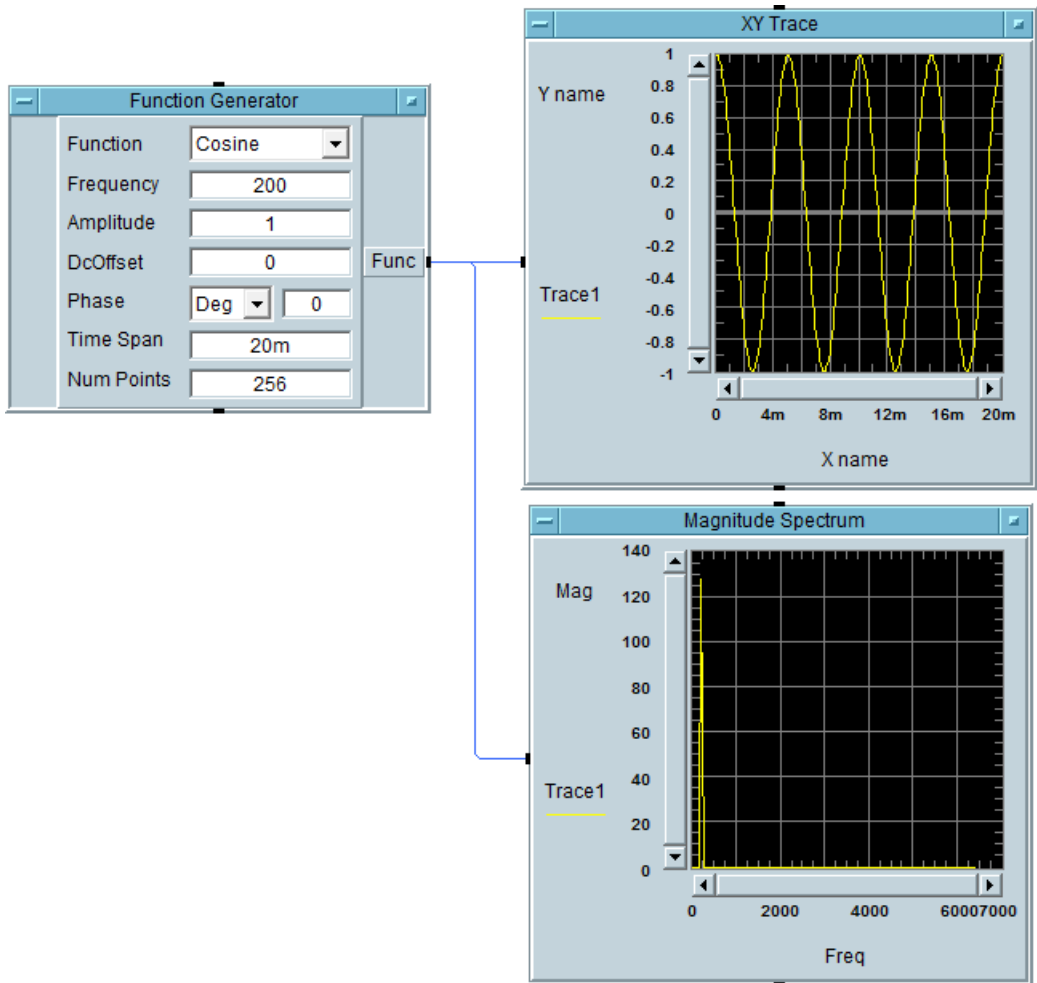 Function Generator
Function Cosine
Frequency 200
Amplitude 1
DcOffset 0
Phase Deg 0
Time Span 20m
Num Points 256
Func
XY Trace
Y name
Trace1
1
0.8
0.6
0.4
0.2
0
-0.2
-0.4
-0.6
-0.8
-1
0 4m 8m 12m 16m 20m
X name
Magnitude Spectrum
Mag
Trace1
140
120
100
80
60
40
20
0
0 2000 4000 60007000
Freq